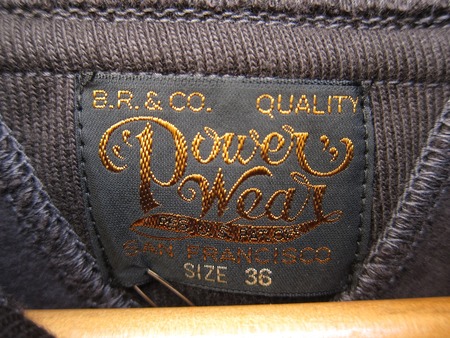 B.R. & CO. QUALITY
"Power
Wear"
SAN FRANCISCO
SIZE 36